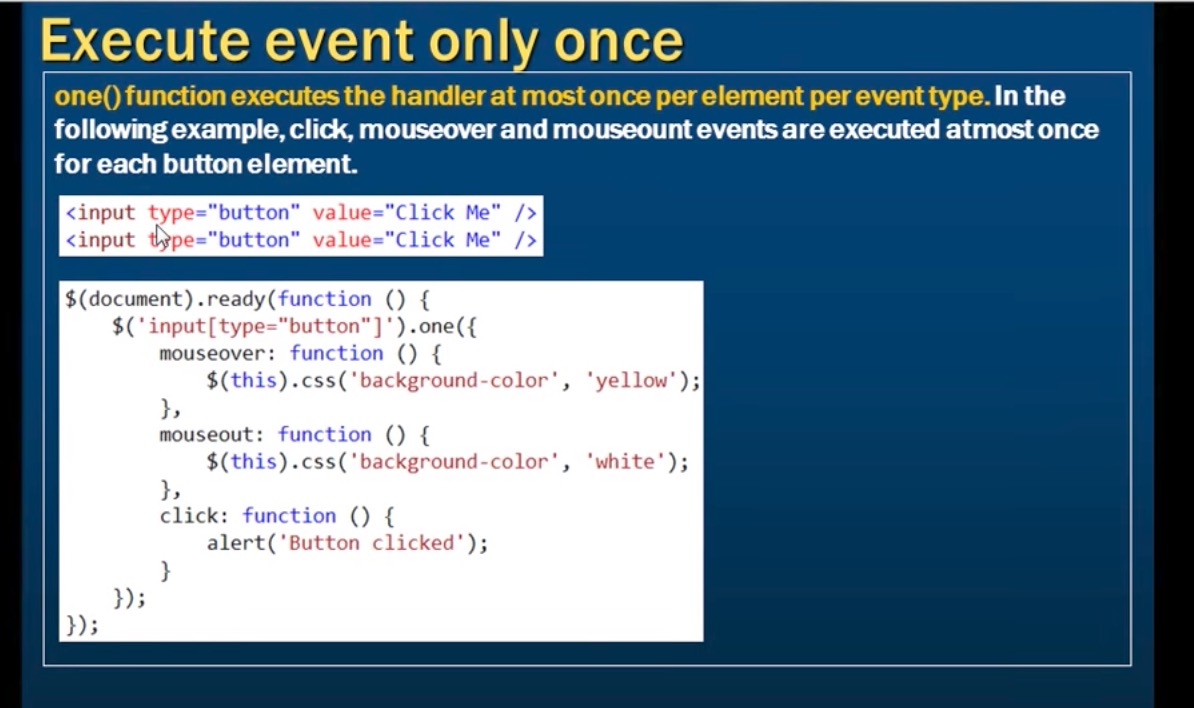 Execute event only once
one() function executes the handler at most once per element per event type. In the
following example, click, mouseover and mouseount events are executed atmost once
for each button element.
<input type="button" value="Click Me" />
<input type="button" value="Click Me" />
$(document).ready(function () {
    $('input[type="button"]').one({
        mouseover: function () {
            $(this).css('background-color', 'yellow');
        },
        mouseout: function () {
            $(this).css('background-color', 'white');
        },
        click: function () {
            alert('Button clicked');
        }
    });
});